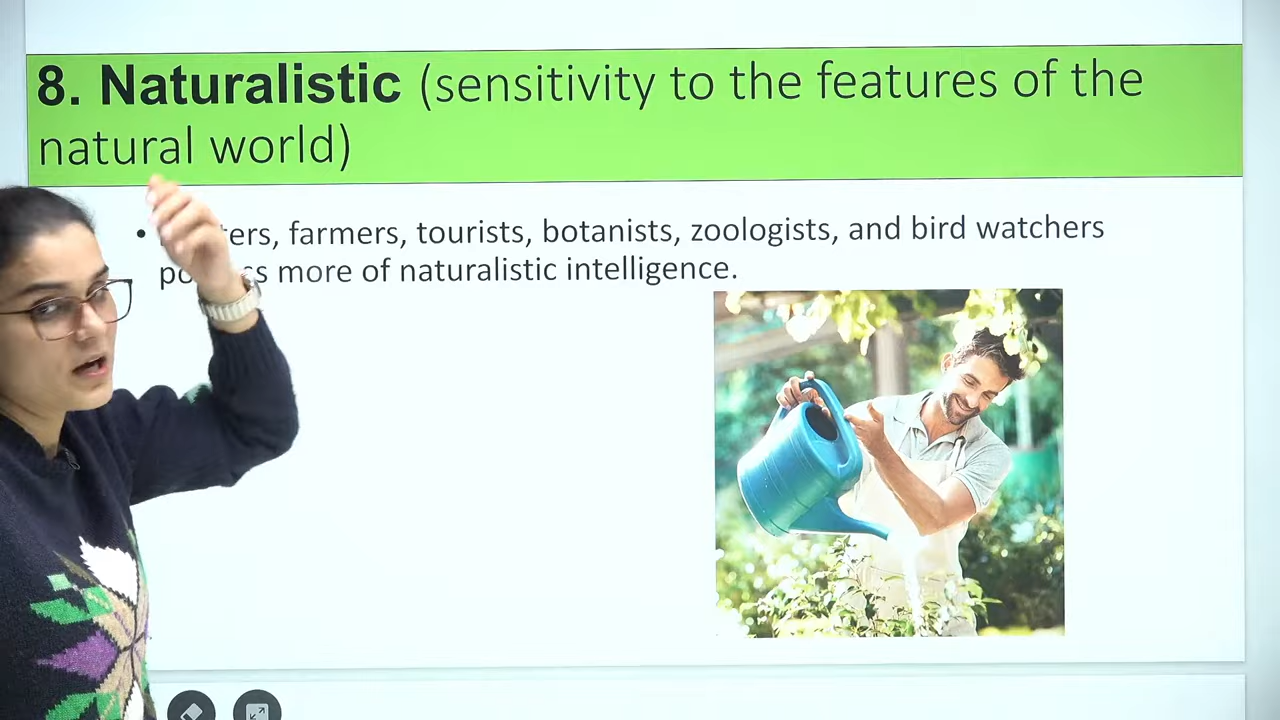 8. Naturalistic (sensitivity to the features of the
natural world)
farmers, tourists, botanists, zoologists, and bird watchers
more of naturalistic intelligence.